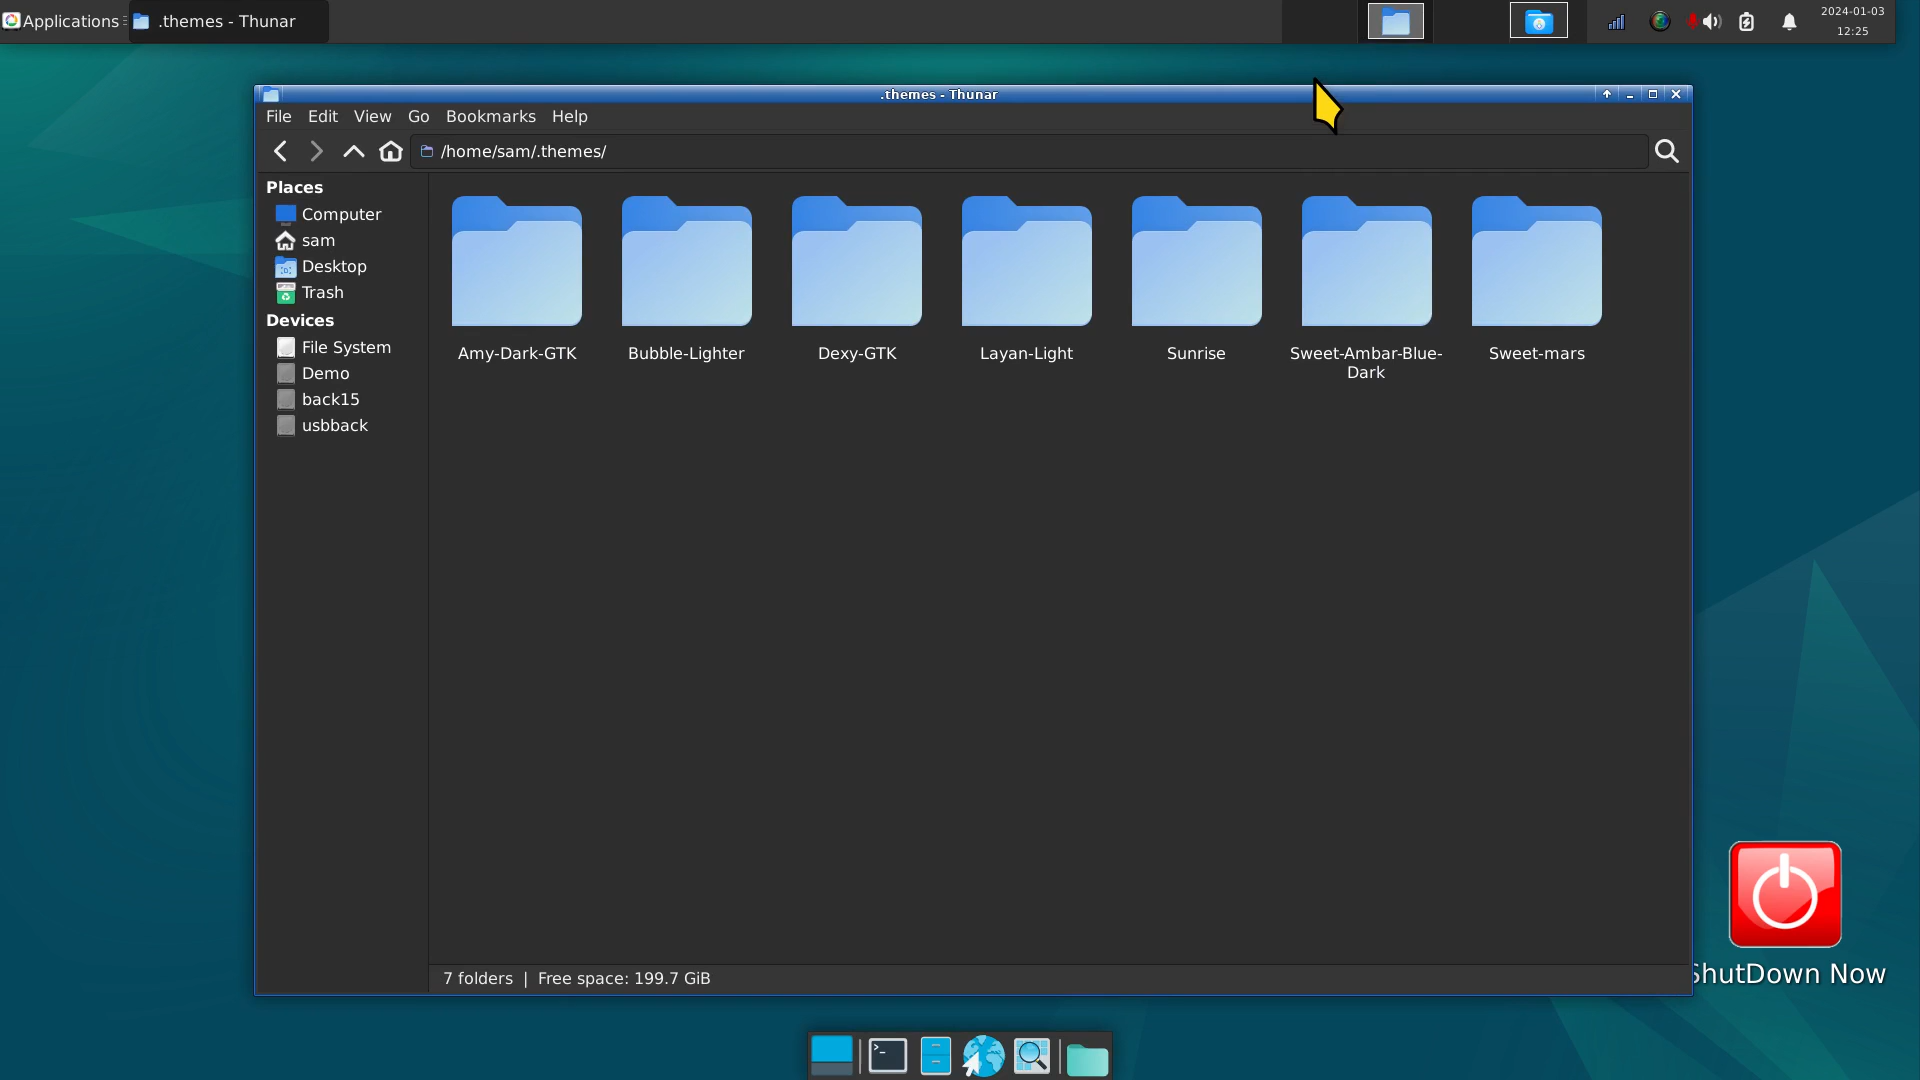 Applications
.themes - Thunar
2024-01-03
12:25
.themes - Thunar
File Edit View Go Bookmarks Help
/home/sam/.themes/
Places
Computer
sam
Desktop
Trash
Devices
File System
Demo
back15
usbback
Amy-Dark-GTK
Bubble-Lighter
Dexy-GTK
Layan-Light
Sunrise
Sweet-Ambar-Blue-
Dark
Sweet-mars
7 folders | Free space: 199.7 GiB
ShutDown Now